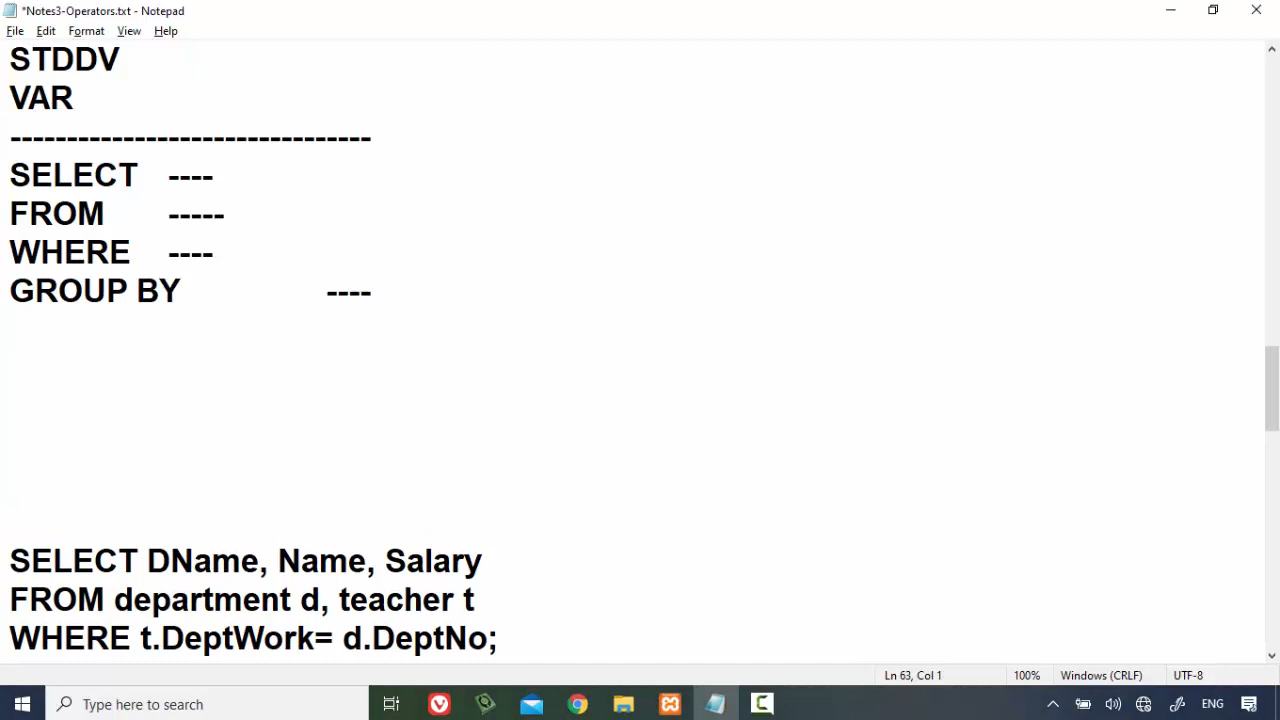 *Notes3-Operators.txt - Notepad
File Edit Format View Help
STDDV
VAR
--------------------------------
SELECT ----
FROM -----
WHERE ----
GROUP BY ----
SELECT DName, Name, Salary
FROM department d, teacher t
WHERE t.DeptWork= d.DeptNo;
Ln 63, Col 1 100% Windows (CRLF) UTF-8
Type here to search ENG